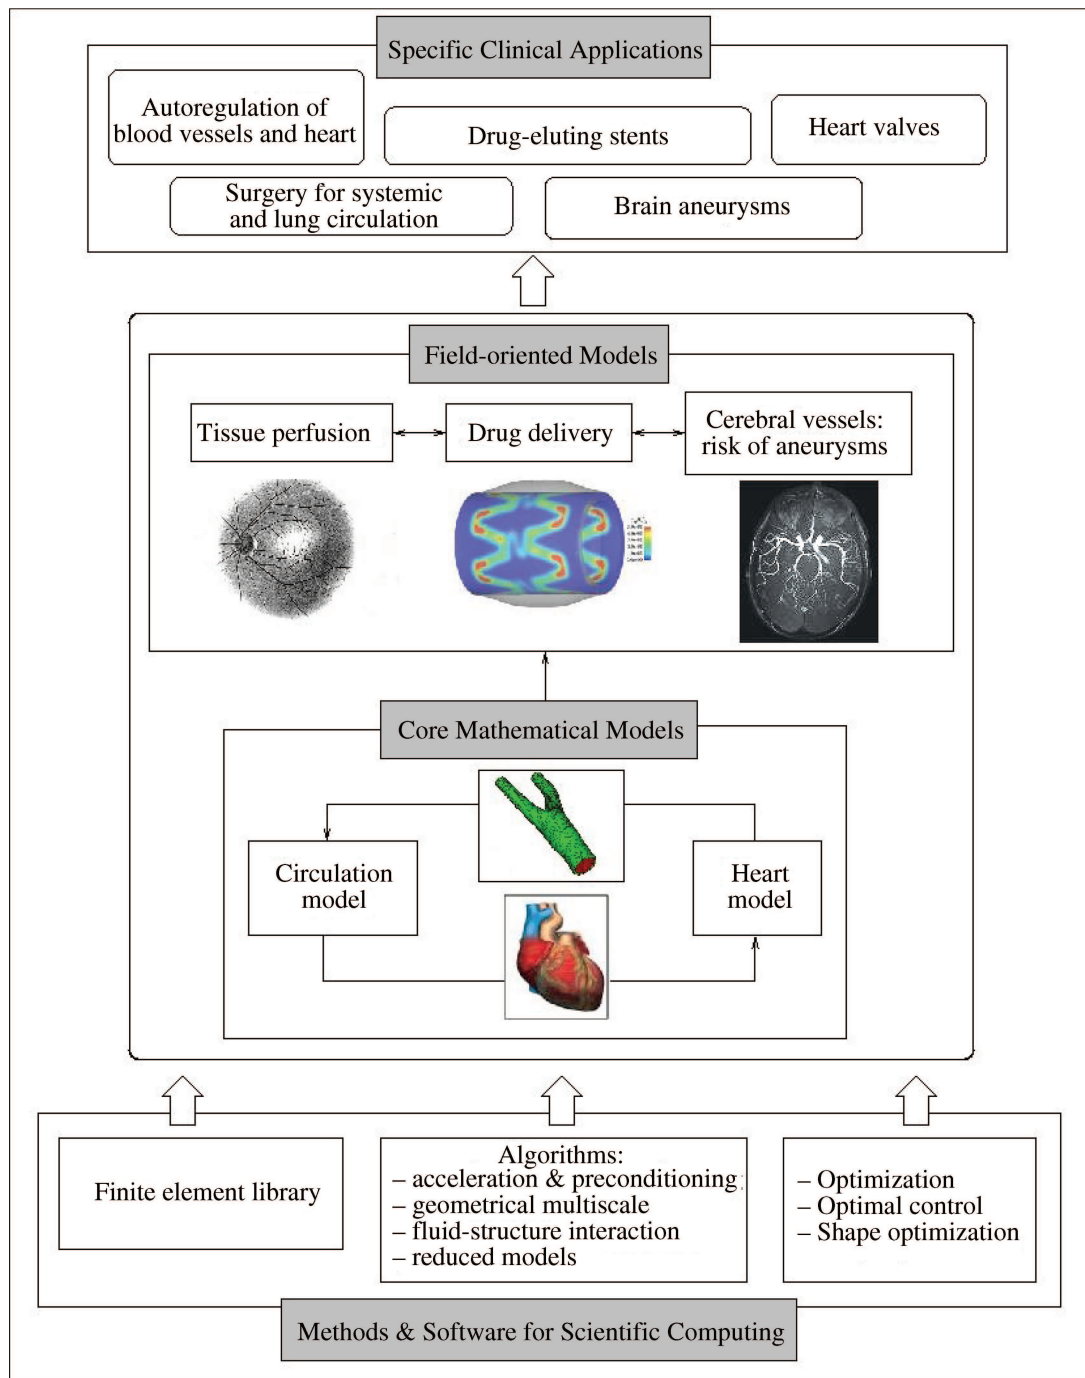 Specific Clinical Applications
Autoregulation of
blood vessels and heart
Drug-eluting stents
Heart valves
Surgery for systemic
and lung circulation
Brain aneurysms
Field-oriented Models
Tissue perfusion
Drug delivery
Cerebral vessels:
risk of aneurysms
Core Mathematical Models
Circulation
model
Heart
model
Finite element library
Algorithms:
– acceleration & preconditioning
– geometrical multiscale
– fluid-structure interaction
– reduced models
– Optimization
– Optimal control
– Shape optimization
Methods & Software for Scientific Computing